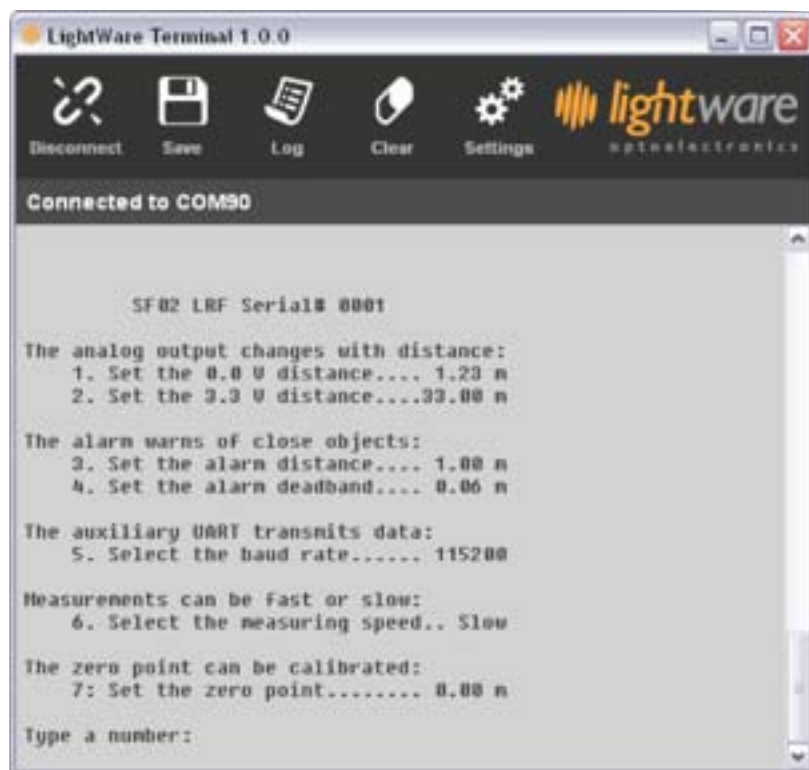 LightWare Terminal 1.0.0
Disconnect Save Log Clear Settings
lightware
optoelectronics
Connected to COM90
SF02 LRF Serial# 0001
The analog output changes with distance:
1. Set the 0.0 V distance.... 1.23 m
2. Set the 3.3 V distance....33.00 m
The alarm warns of close objects:
3. Set the alarm distance.... 1.00 m
4. Set the alarm deadband.... 0.06 m
The auxiliary UART transmits data:
5. Select the baud rate...... 115200
Measurements can be fast or slow:
6. Select the measuring speed.. Slow
The zero point can be calibrated:
7: Set the zero point........ 0.00 m
Type a number: